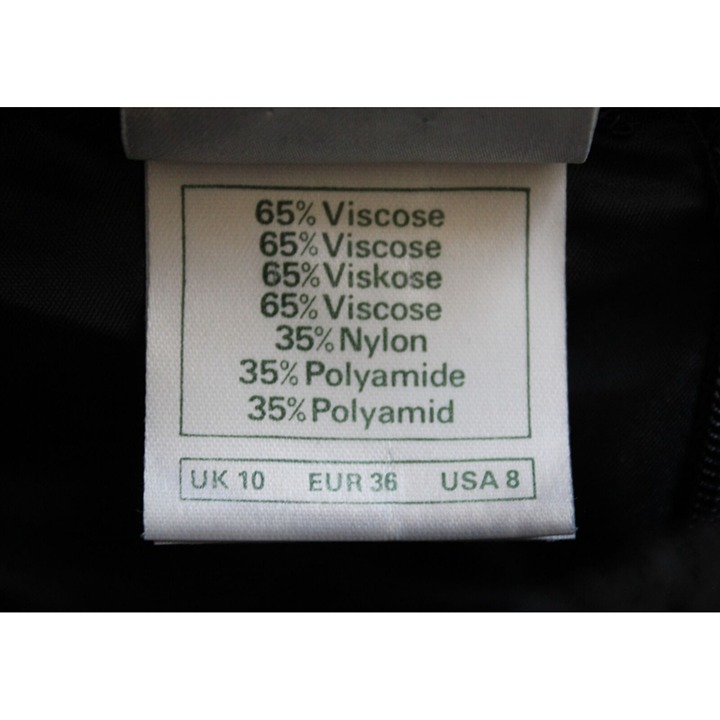 65% Viscose
65% Viscose
65% Viskose
65% Viscose
35% Nylon
35% Polyamide
35% Polyamid
UK 10 EUR 36 USA 8